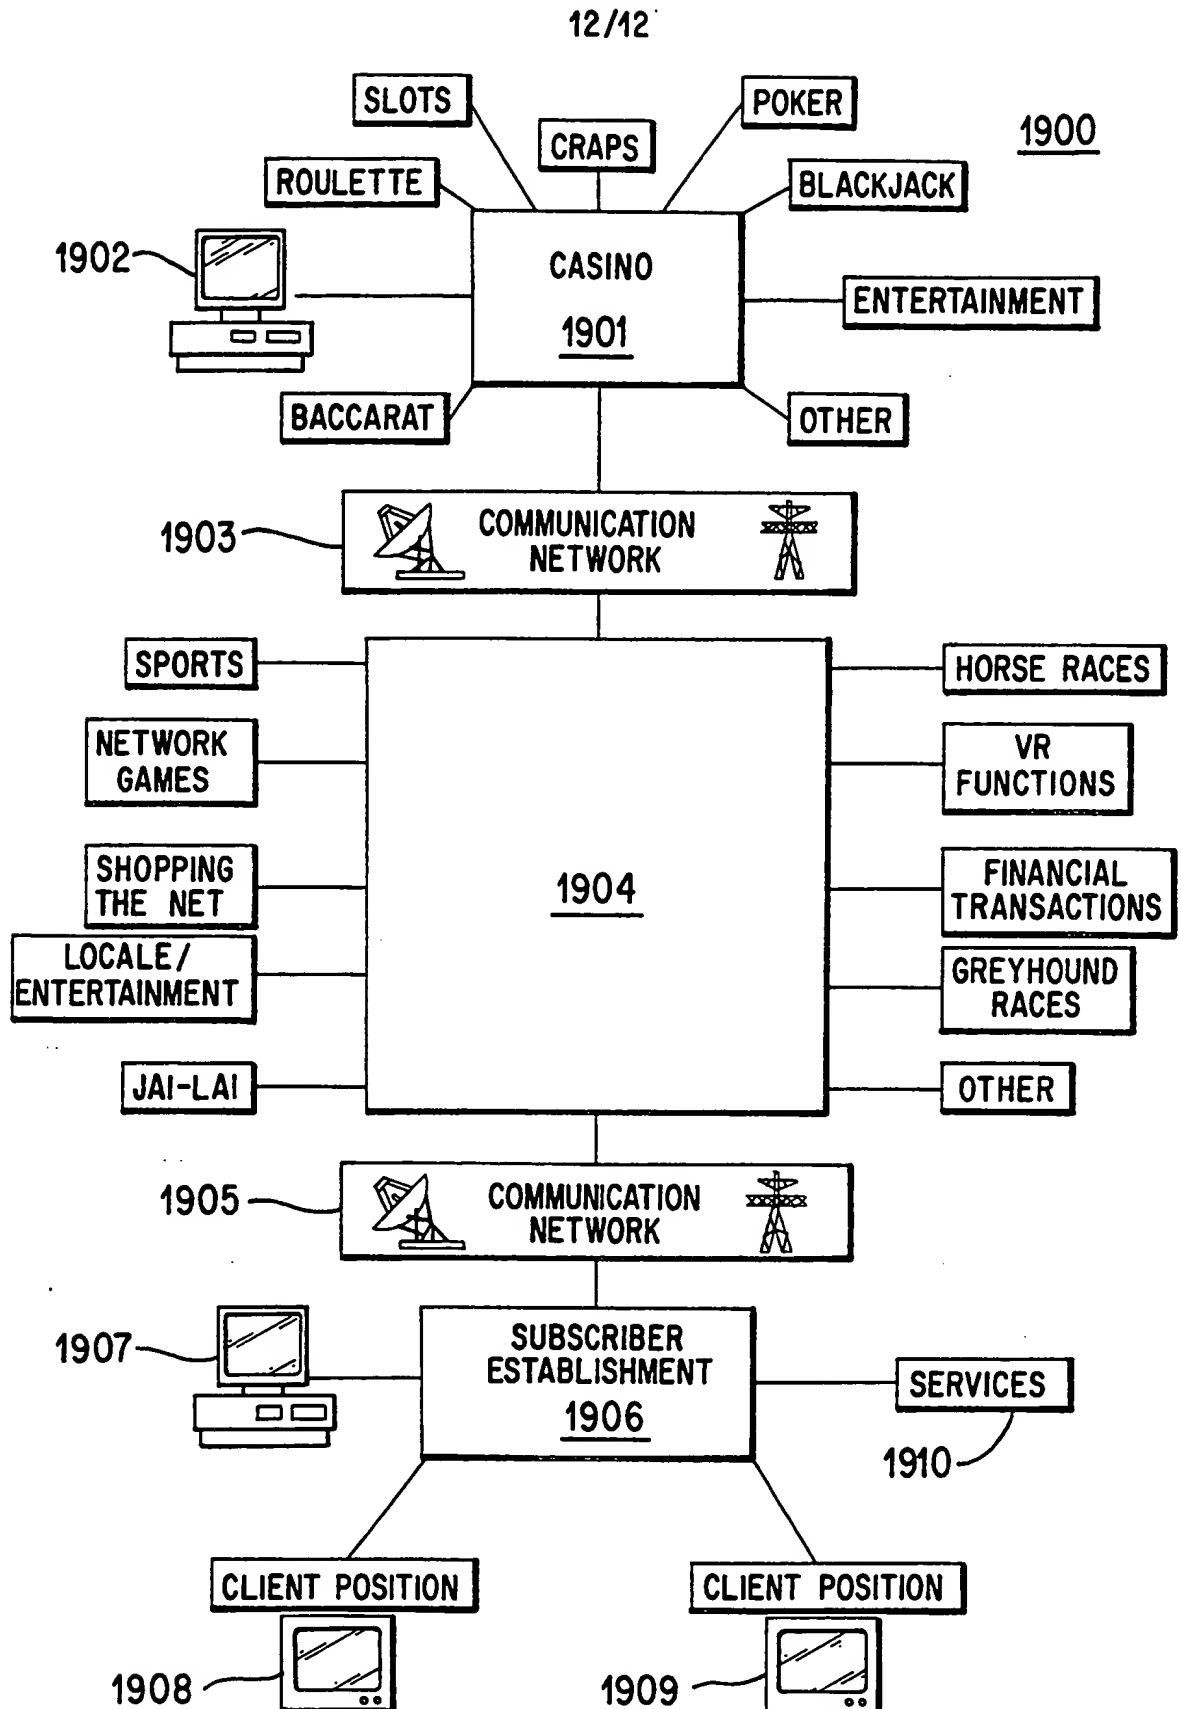 12/12
SLOTS
POKER
CRAPS
1900
ROULETTE
BLACKJACK
1902
CASINO
ENTERTAINMENT
1901
BACCARAT
OTHER
1903
COMMUNICATION
NETWORK
SPORTS
HORSE RACES
NETWORK
GAMES
VR
FUNCTIONS
SHOPPING
THE NET
1904
FINANCIAL
TRANSACTIONS
LOCALE/
ENTERTAINMENT
GREYHOUND
RACES
JAI-LAI
OTHER
1905
COMMUNICATION
NETWORK
1907
SUBSCRIBER
ESTABLISHMENT
1906
SERVICES
1910
CLIENT POSITION
CLIENT POSITION
1908
1909